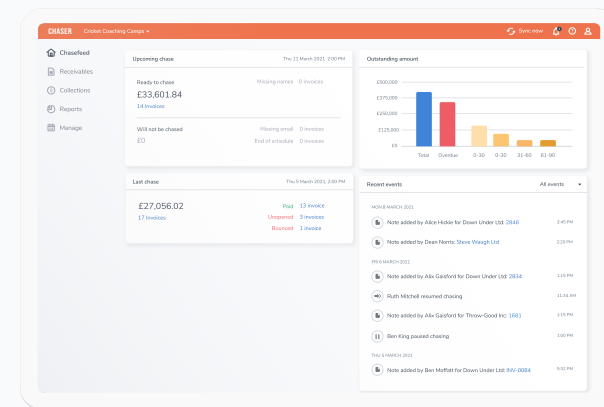 CHASER Cricket Coaching Camps Sync now
Chasefeed
Receivables
Collections
Reports
Manage
Upcoming chase Thu 11 March 2021, 2:00 PM
Ready to chase Missing names 0 invoices
£33,601.84
14 Invoices
Will not be chased Missing email 0 invoices
£0 End of schedule 0 invoices
Last chase Thu 5 March 2021, 2:00 PM
£27,056.02 Paid 13 invoice
17 Invoices Unopened 3 invoices
Bounced 1 invoice
Outstanding amount
£500,000
£375,000
£250,000
£125,000
£0
Total Overdue 0-30 0-30 31-60 61-90
Recent events All events
MON 8 MARCH 2021
Note added by Alice Hickie for Down Under Ltd: 2846 3:45 PM
Note added by Dean Norris: Steve Waugh Ltd 2:28 PM
FRI 6 MARCH 2021
Note added by Alix Gaisford for Down Under Ltd: 2834 1:15 PM
Ruth Mitchell resumed chasing 11:34 AM
Note added by Alix Gaisford for Throw-Good Inc: 1681 1:15 PM
Ben King paused chasing 1:00 PM
THU 5 MARCH 2021
Note added by Ben Moffatt for Down Under Ltd: INV-0084 5:32 PM